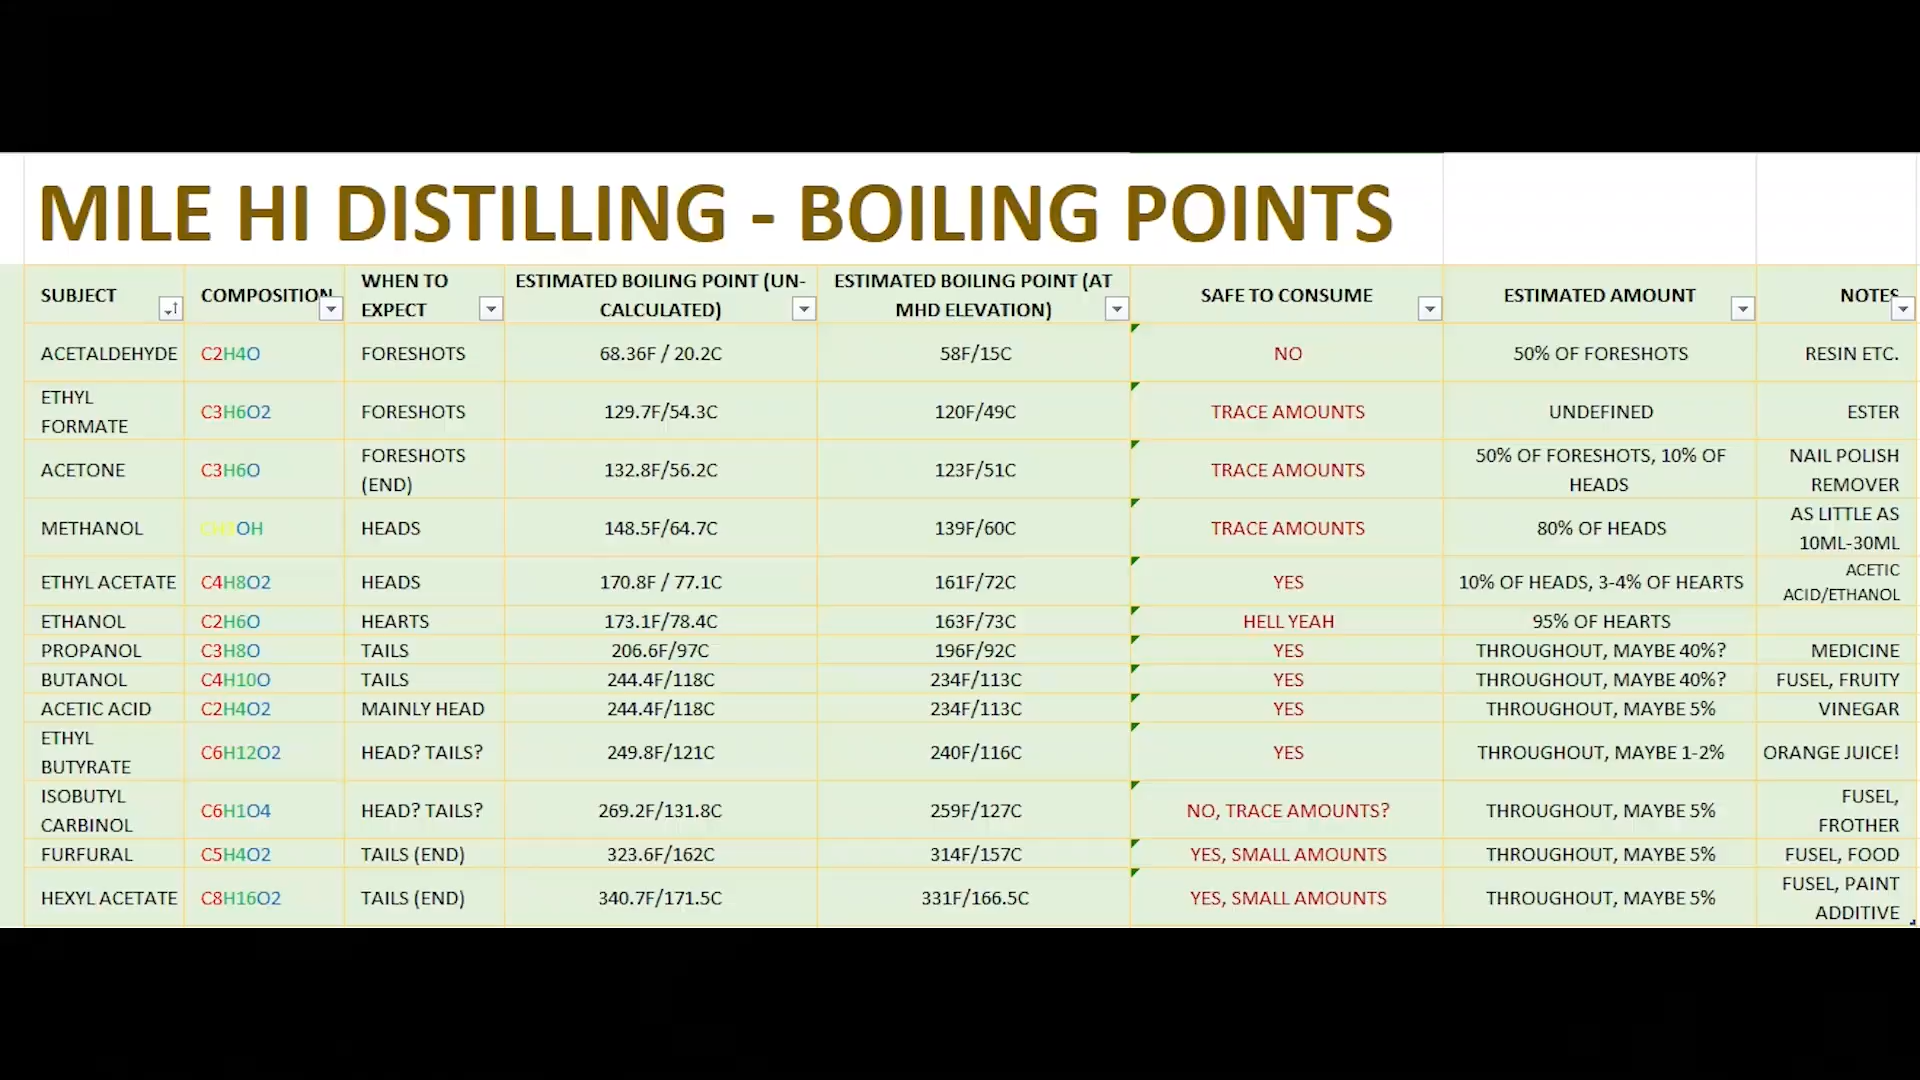 MILE HI DISTILLING - BOILING POINTS
SUBJECT COMPOSITION WHEN TO EXPECT ESTIMATED BOILING POINT (UN-CALCULATED) ESTIMATED BOILING POINT (AT MHD ELEVATION) SAFE TO CONSUME ESTIMATED AMOUNT NOTES
ACETALDEHYDE C2H4O FORESHOTS 68.36F / 20.2C 58F/15C NO 50% OF FORESHOTS RESIN ETC.
ETHYL FORMATE C3H6O2 FORESHOTS 129.7F/54.3C 120F/49C TRACE AMOUNTS UNDEFINED ESTER
ACETONE C3H6O FORESHOTS (END) 132.8F/56.2C 123F/51C TRACE AMOUNTS 50% OF FORESHOTS, 10% OF HEADS NAIL POLISH REMOVER
METHANOL CH3OH HEADS 148.5F/64.7C 139F/60C TRACE AMOUNTS 80% OF HEADS AS LITTLE AS 10ML-30ML
ETHYL ACETATE C4H8O2 HEADS 170.8F / 77.1C 161F/72C YES 10% OF HEADS, 3-4% OF HEARTS ACETIC ACID/ETHANOL
ETHANOL C2H6O HEARTS 173.1F/78.4C 163F/73C HELL YEAH 95% OF HEARTS
PROPANOL C3H8O TAILS 206.6F/97C 196F/92C YES THROUGHOUT, MAYBE 40%? MEDICINE
BUTANOL C4H10O TAILS 244.4F/118C 234F/113C YES THROUGHOUT, MAYBE 40%? FUSEL, FRUITY
ACETIC ACID C2H4O2 MAINLY HEAD 244.4F/118C 234F/113C YES THROUGHOUT, MAYBE 5% VINEGAR
ETHYL BUTYRATE C6H12O2 HEAD? TAILS? 249.8F/121C 240F/116C YES THROUGHOUT, MAYBE 1-2% ORANGE JUICE!
ISOBUTYL CARBINOL C6H1O4 HEAD? TAILS? 269.2F/131.8C 259F/127C NO, TRACE AMOUNTS? THROUGHOUT, MAYBE 5% FUSEL, FROTHER
FURFURAL C5H4O2 TAILS (END) 323.6F/162C 314F/157C YES, SMALL AMOUNTS THROUGHOUT, MAYBE 5% FUSEL, FOOD
HEXYL ACETATE C8H16O2 TAILS (END) 340.7F/171.5C 331F/166.5C YES, SMALL AMOUNTS THROUGHOUT, MAYBE 5% FUSEL, PAINT ADDITIVE